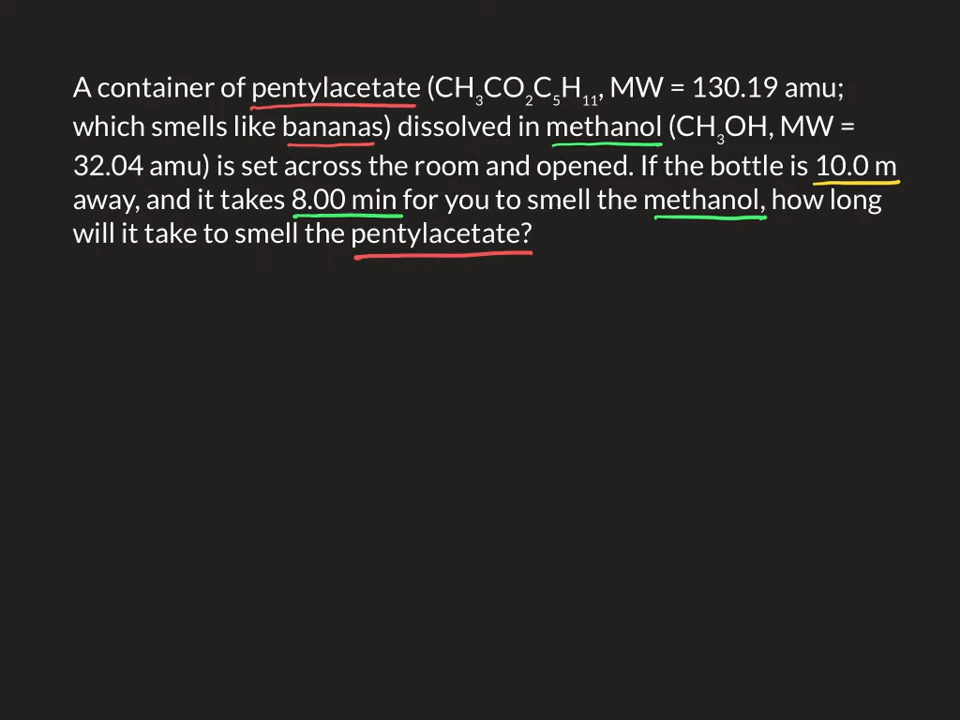 A container of pentylacetate (CH₃CO₂C₅H₁₁, MW = 130.19 amu;
which smells like bananas) dissolved in methanol (CH₃OH, MW =
32.04 amu) is set across the room and opened. If the bottle is 10.0 m
away, and it takes 8.00 min for you to smell the methanol, how long
will it take to smell the pentylacetate?